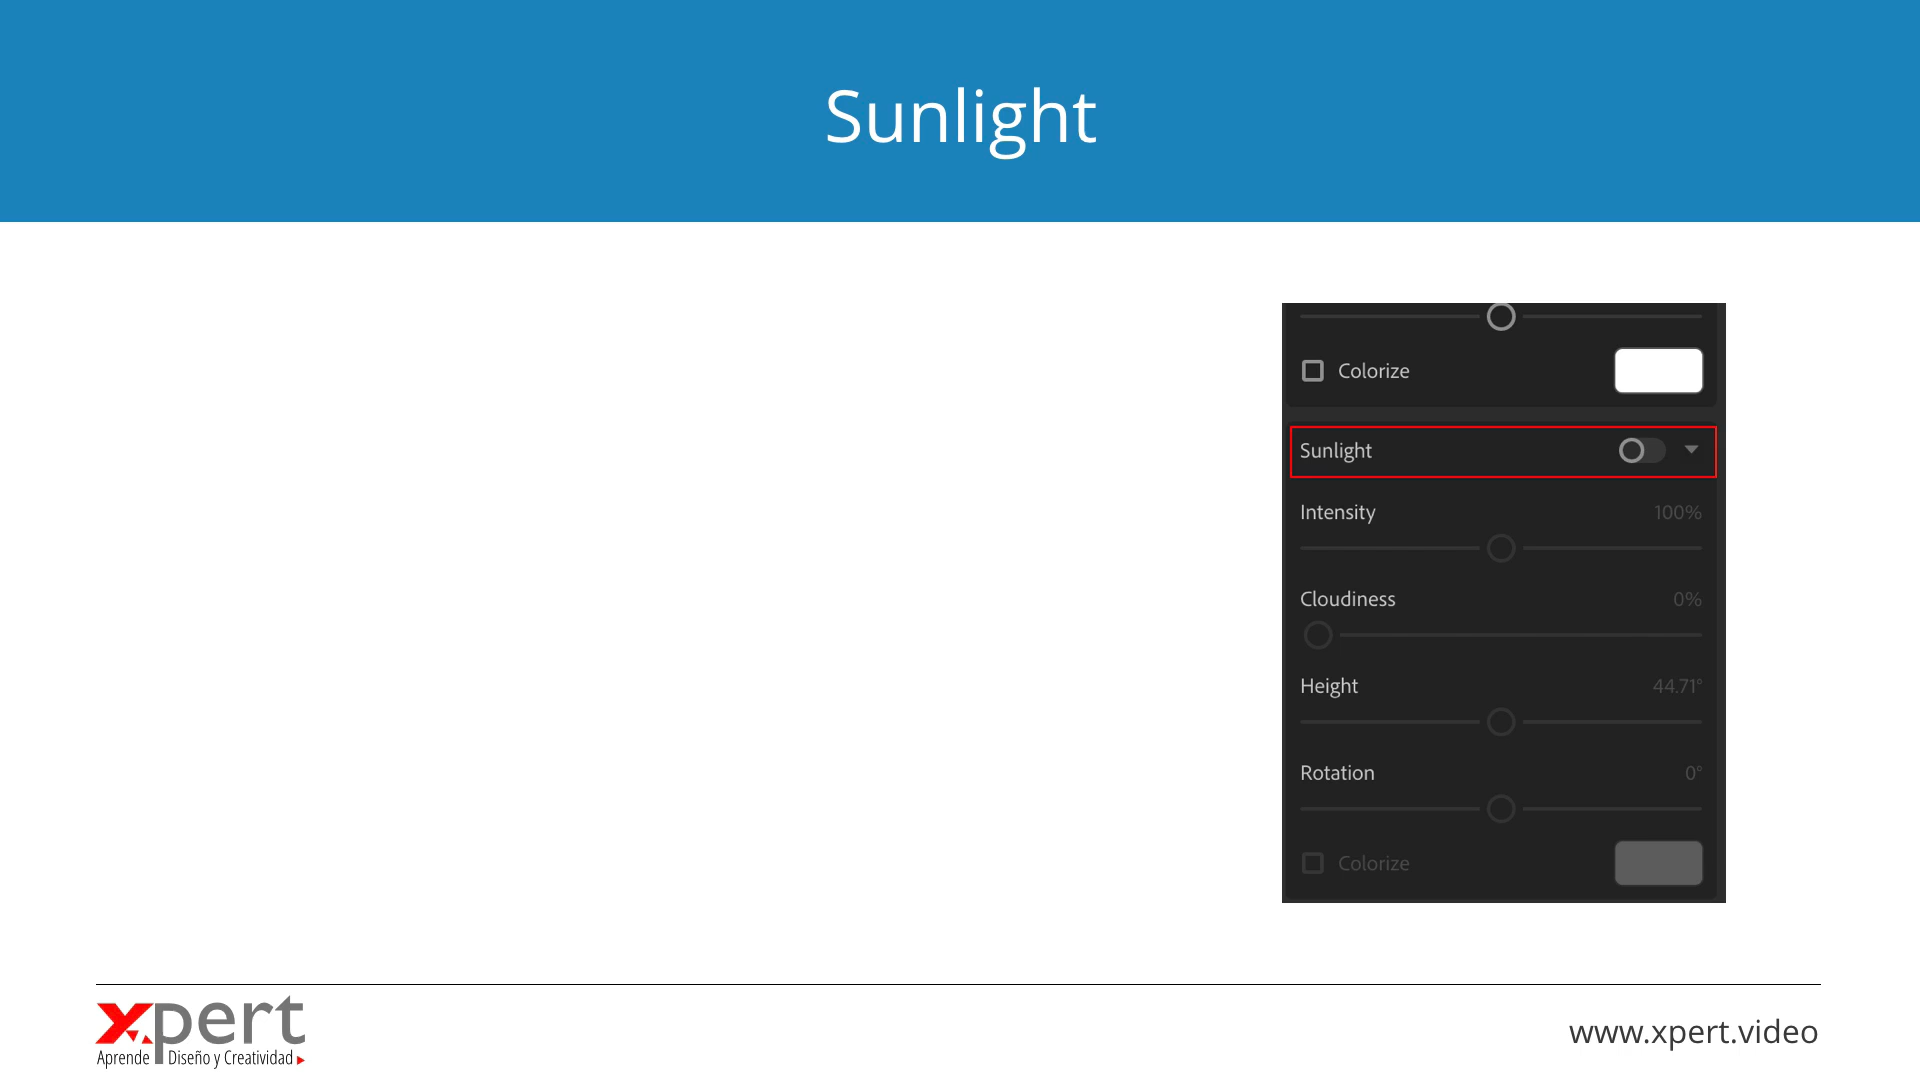 Sunlight
Colorize
Sunlight
Intensity 100%
Cloudiness 0%
Height 44.71°
Rotation 0°
Colorize
xpert
Aprende Diseño y Creatividad
www.xpert.video